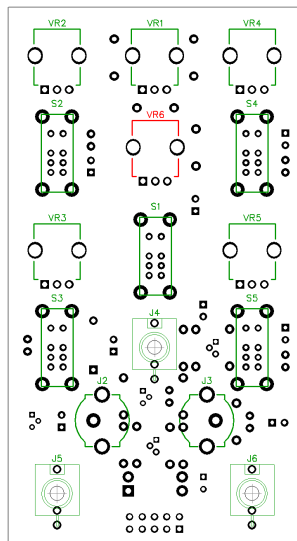 VR2 VR1 VR4
S2 VR6 S4
S1
VR3 VR5
S3 J4 S5
J2 J3
J5 J6